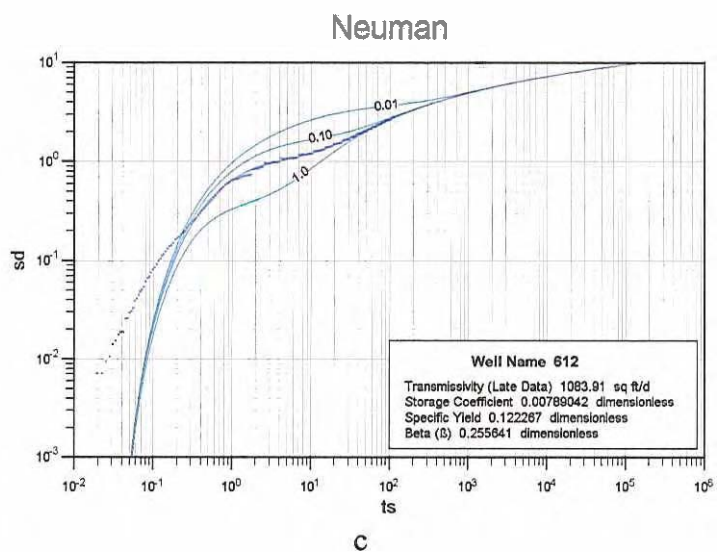 Neuman
10¹
10⁰
10⁻¹
10⁻²
10⁻³
sd
0.01
0.10
1.0
Well Name 612
Transmissivity (Late Data) 1083.91 sq ft/d
Storage Coefficient 0.00789042 dimensionless
Specific Yield 0.122267 dimensionless
Beta (ß) 0.255641 dimensionless
10⁻² 10⁻¹ 10⁰ 10¹ 10² 10³ 10⁴ 10⁵ 10⁶
ts
C